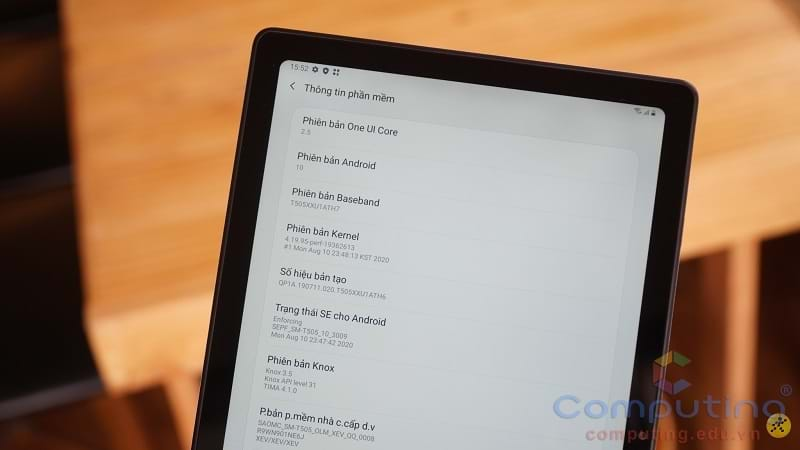 15:52
Thông tin phần mềm
Phiên bản One UI Core
2.5
Phiên bản Android
10
Phiên bản Baseband
T505XXU1ATH7
Phiên bản Kernel
4.19.95-perf-19362613
#1 Mon Aug 10 23:48:13 KST 2020
Số hiệu bản tạo
QP1A.190711.020.T505XXU1ATH6
Trạng thái SE cho Android
Enforcing
SEPF_SM-T505_10_3009
Mon Aug 10 23:47:42 2020
Phiên bản Knox
Knox 3.5
Knox API level 31
TIMA 4.1.0
P.bản p.mềm nhà c.cấp d.v
SAOMC_SM-T505_OLM_XEV_QQ_0008
R9WN901NE6J
XEV/XEV/XEV
Computing®
computing.edu.vn